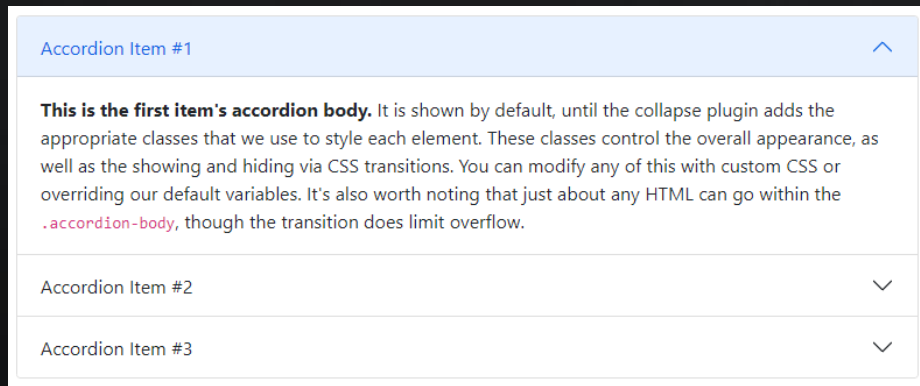 Accordion Item #1
This is the first item's accordion body. It is shown by default, until the collapse plugin adds the
appropriate classes that we use to style each element. These classes control the overall appearance, as
well as the showing and hiding via CSS transitions. You can modify any of this with custom CSS or
overriding our default variables. It's also worth noting that just about any HTML can go within the
.accordion-body, though the transition does limit overflow.
Accordion Item #2
Accordion Item #3